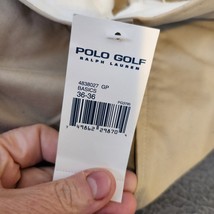 POLO GOLF
RALPH LAUREN
4838027 GP
BASICS
36-36